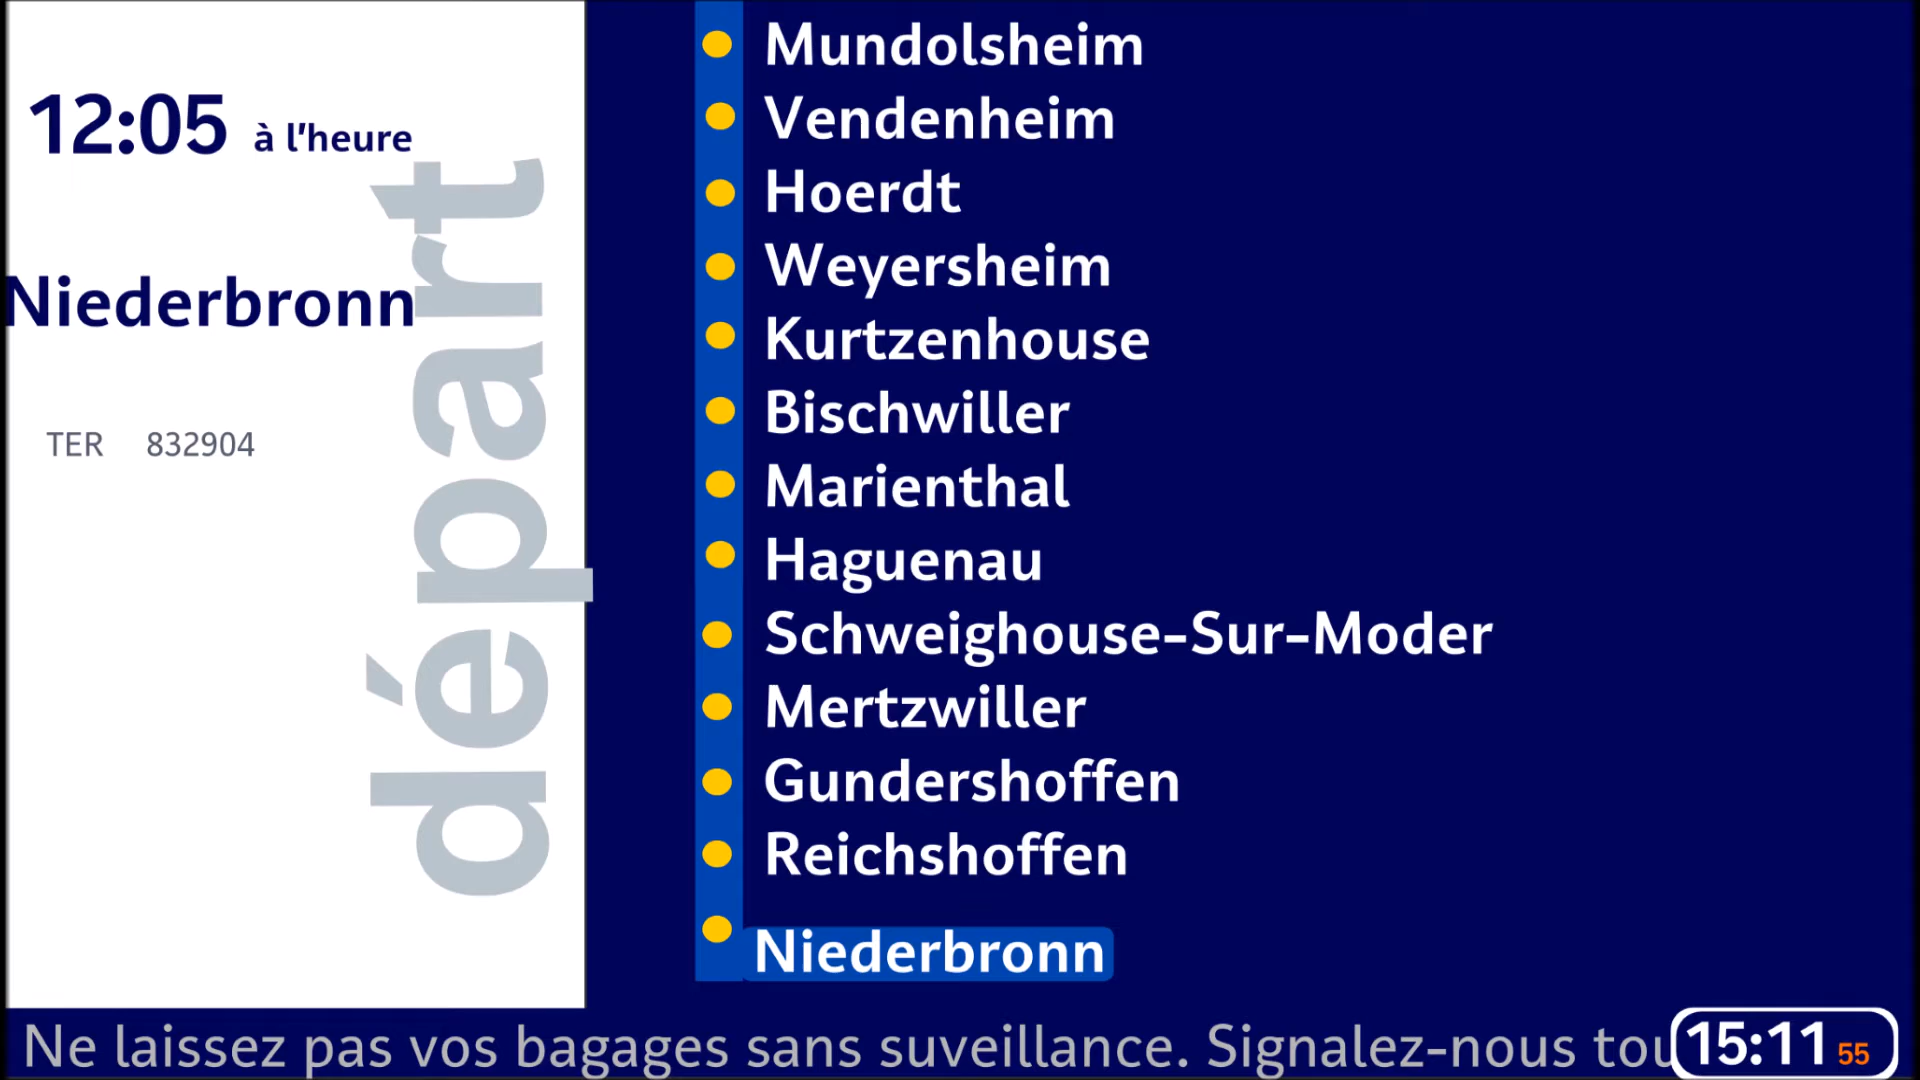 12:05 à l'heure
Niederbronn
TER 832904
départ
Mundolsheim
Vendenheim
Hoerdt
Weyersheim
Kurtzenhouse
Bischwiller
Marienthal
Haguenau
Schweighouse-Sur-Moder
Mertzwiller
Gundershoffen
Reichshoffen
Niederbronn
Ne laissez pas vos bagages sans suveillance. Signalez-nous tou
15:11 55